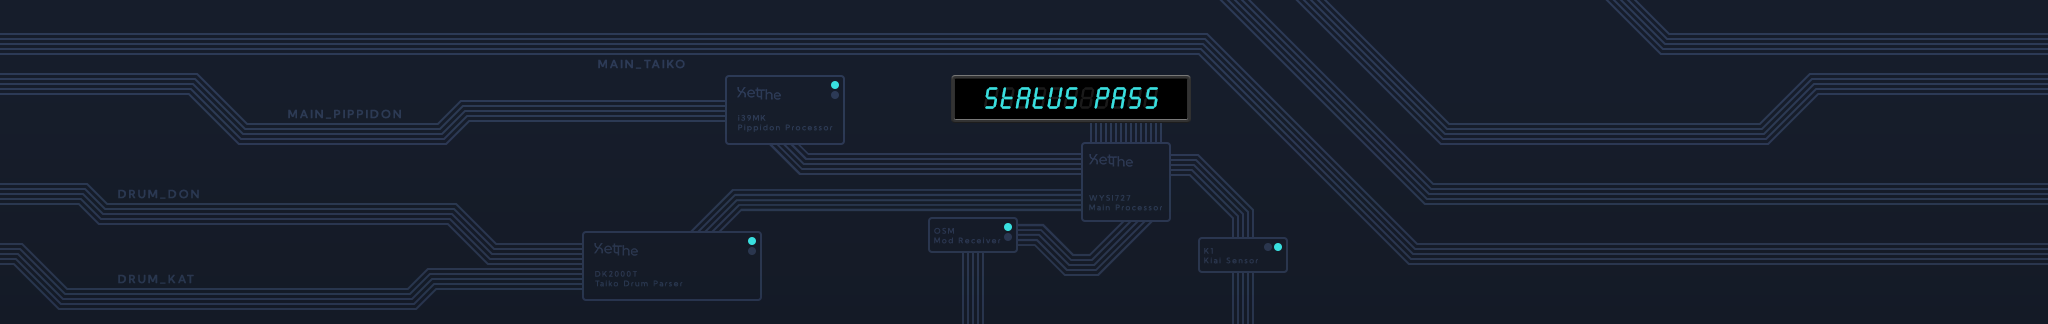 MAIN_TAIKO
STATUS PASS
XetThe
I39MK
Pippidon Processor
MAIN_PIPPIDON
XetThe
WYSI727
Main Processor
DRUM_DON
OSM
Mod Receiver
XetThe
DK2000T
Taiko Drum Parser
K1
Kiai Sensor
DRUM_KAT